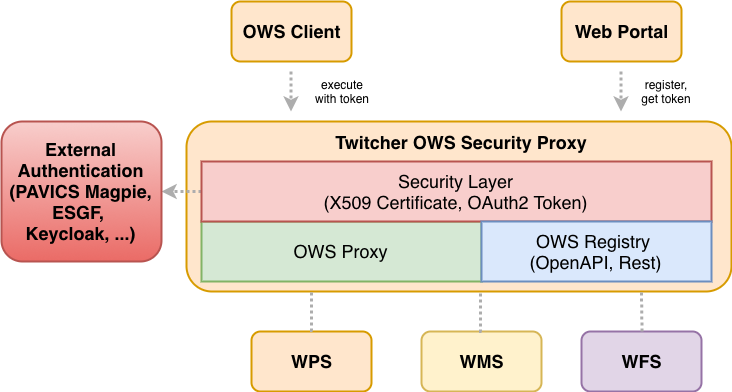 OWS Client
Web Portal
execute
with token
register,
get token
External
Authentication
(PAVICS Magpie,
ESGF,
Keycloak, ...)
Twitcher OWS Security Proxy
Security Layer
(X509 Certificate, OAuth2 Token)
OWS Proxy
OWS Registry
(OpenAPI, Rest)
WPS
WMS
WFS